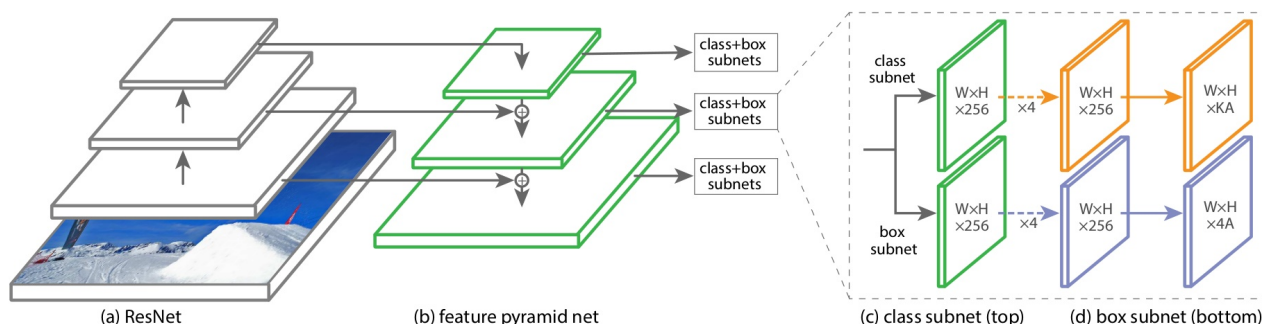 class+box
subnets
class+box
subnets
class+box
subnets
class
subnet
W×H
×256
×4
W×H
×256
W×H
×KA
box
subnet
W×H
×256
×4
W×H
×256
W×H
×4A
(a) ResNet
(b) feature pyramid net
(c) class subnet (top)
(d) box subnet (bottom)